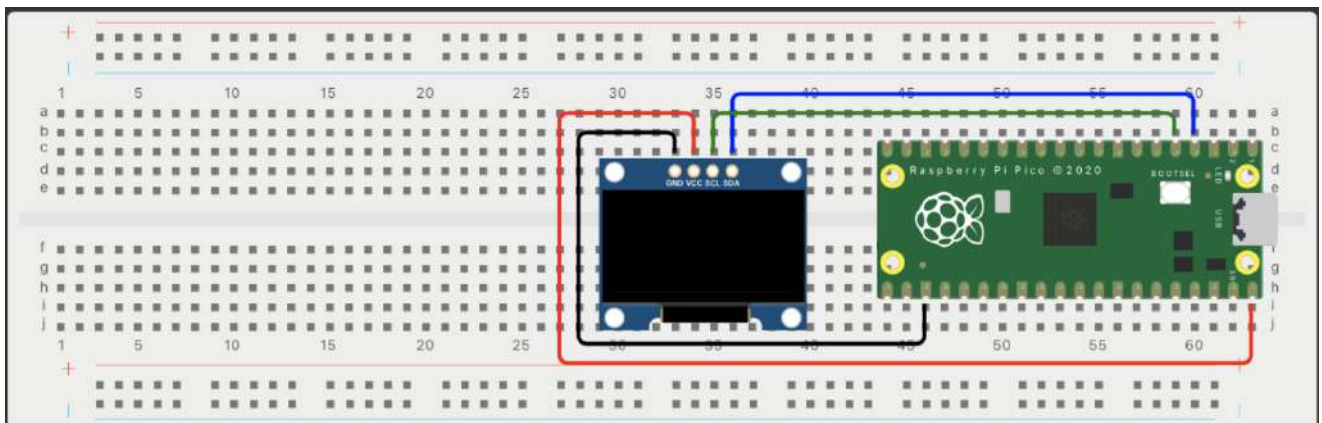 1 5 10 15 20 25 30 35 45 50 55 60
a a
b b
c c
d d
e e
GND VCC SCL SDA
Raspberry Pi Pico ©2020
BOOTSEL
LED
USB
f
g g
h h
i i
j j
1 5 10 15 20 25 30 35 40 45 50 55 60